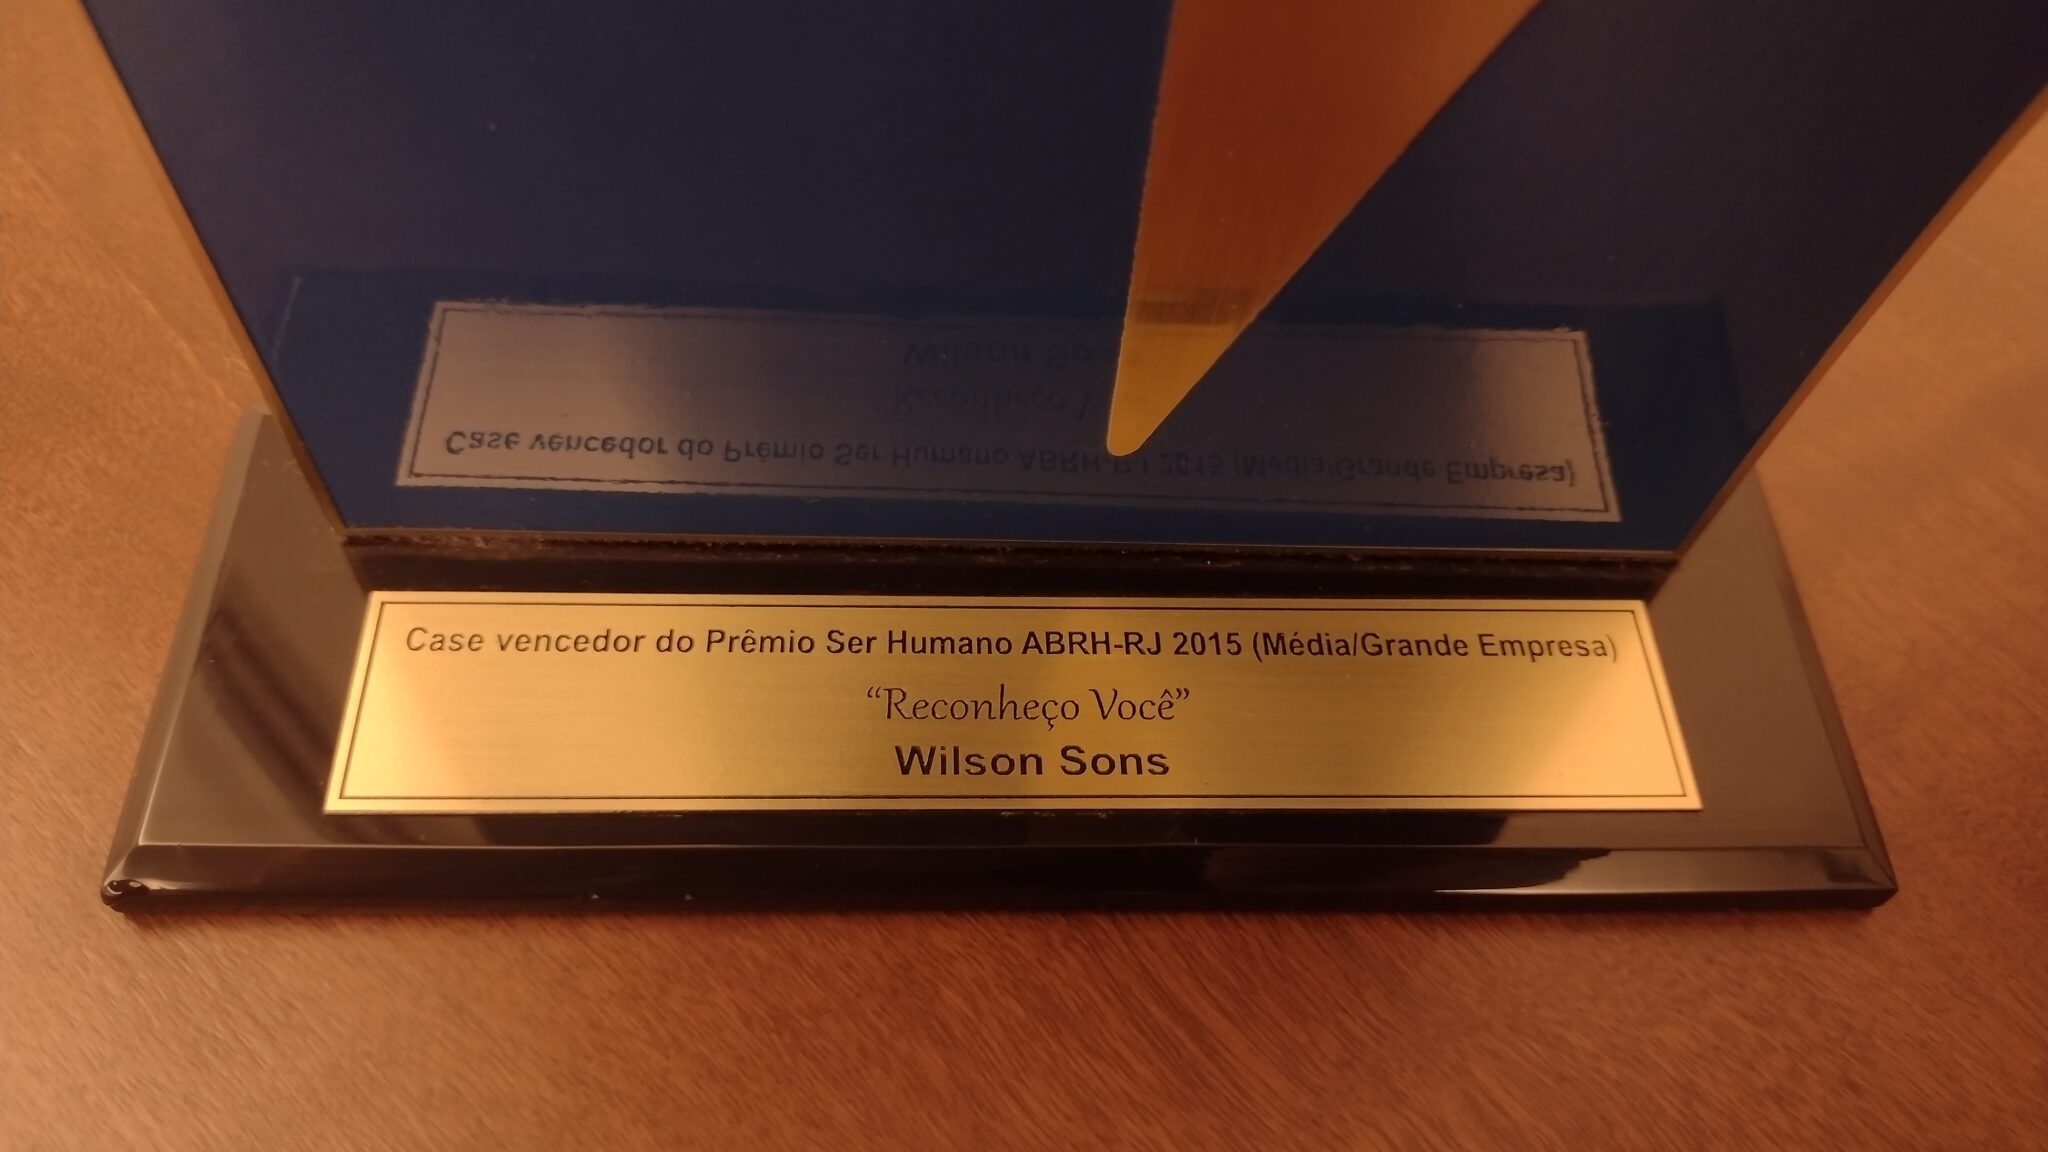 Case vencedor do Prêmio Ser Humano ABRH-RJ 2015 (Média/Grande Empresa)
“Reconheço Você”
Wilson Sons